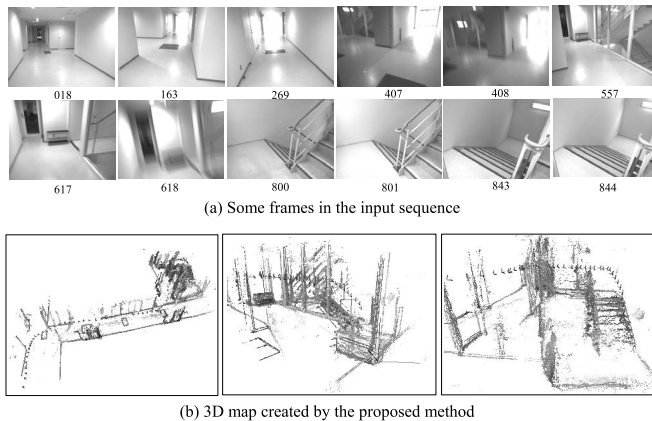 018 163 269 407 408 557
617 618 800 801 843 844
(a) Some frames in the input sequence
(b) 3D map created by the proposed method